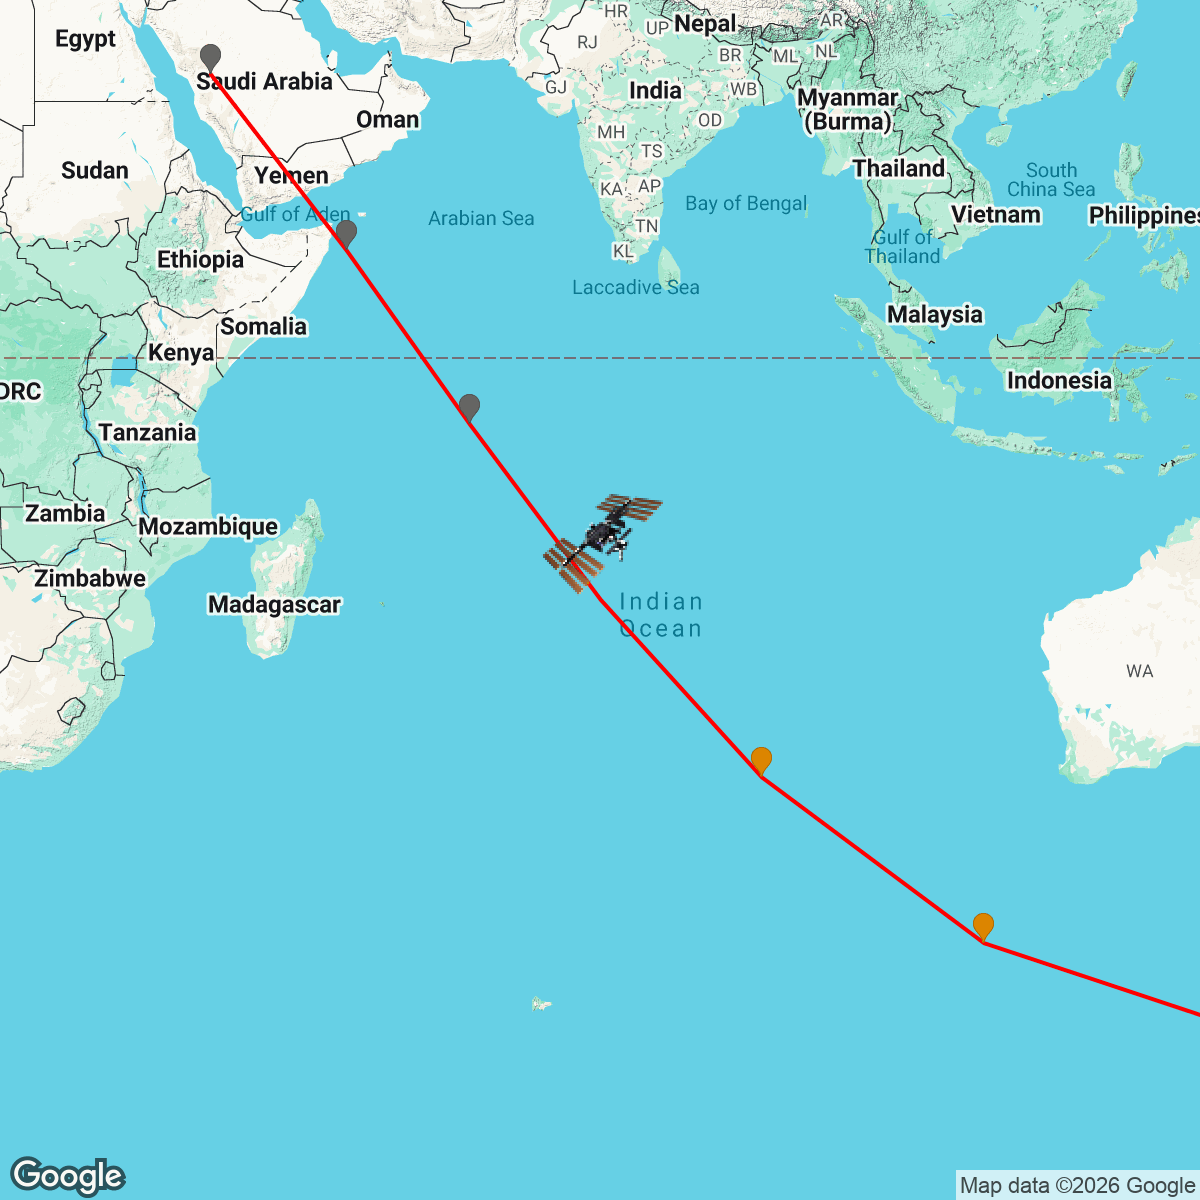 HR
AR
UP
Nepal
Egypt
RJ
NL
BR
ML
Saudi Arabia
GJ
India
WB
Myanmar
(Burma)
Oman
OD
MH
TS
Sudan
Thailand
South
China Sea
Yemen
KA
AP
Bay of Bengal
Gulf of Aden
Arabian Sea
Vietnam
Philippines
TN
Gulf of
Thailand
KL
Ethiopia
Laccadive Sea
Malaysia
Somalia
Kenya
Indonesia
DRC
Tanzania
Zambia
Mozambique
Zimbabwe
Madagascar
Indian
Ocean
WA
Google
Map data ©2026 Google